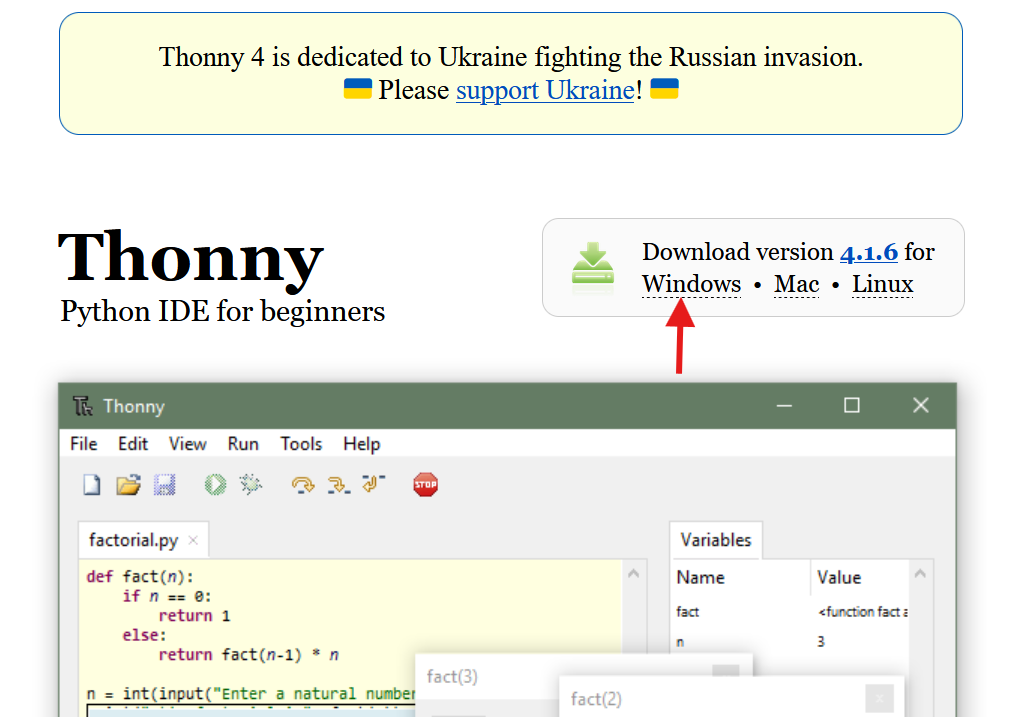 Thonny 4 is dedicated to Ukraine fighting the Russian invasion.
Please support Ukraine!
Thonny
Python IDE for beginners
Download version 4.1.6 for
Windows • Mac • Linux
Thonny
File Edit View Run Tools Help
STOP
factorial.py
def fact(n):
    if n == 0:
        return 1
    else:
        return fact(n-1) * n
n = int(input("Enter a natural number
Variables
Name Value
fact <function fact a
n 3
fact(3)
fact(2)